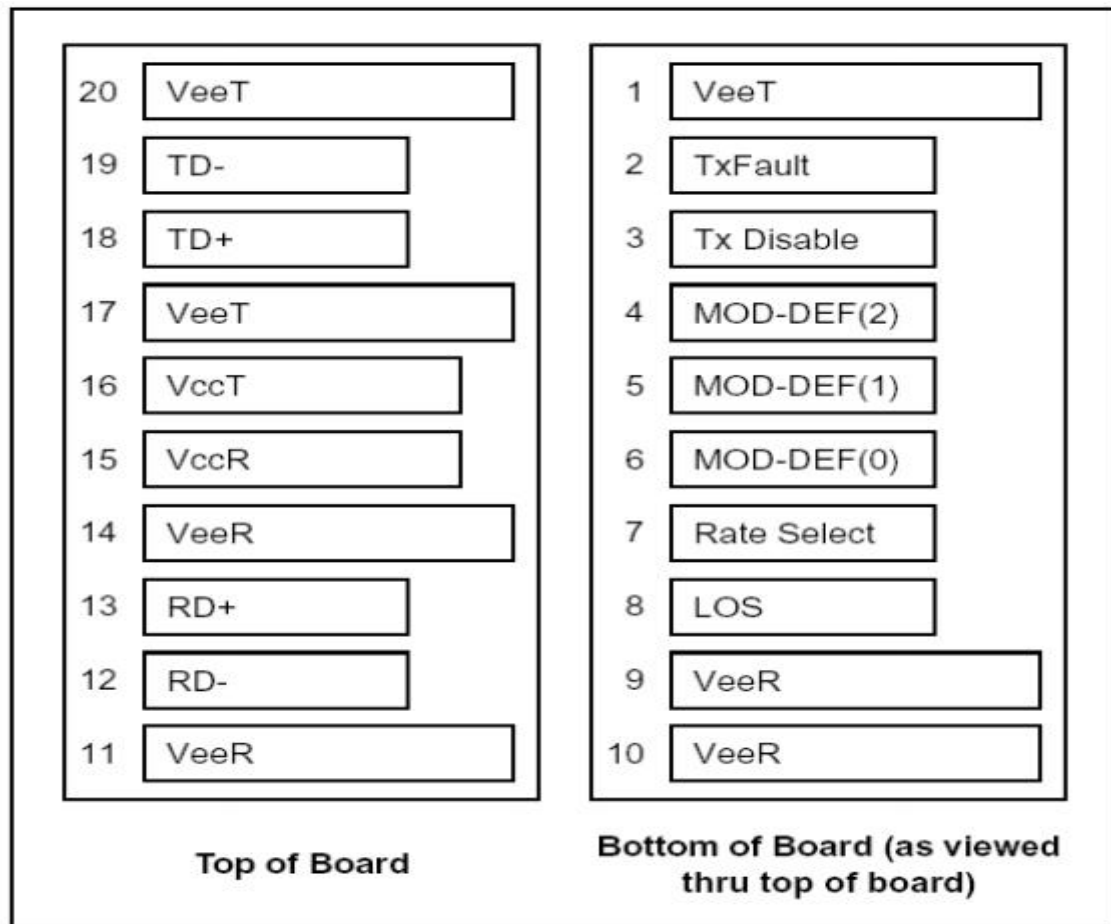 20 VeeT
19 TD-
18 TD+
17 VeeT
16 VccT
15 VccR
14 VeeR
13 RD+
12 RD-
11 VeeR
Top of Board
1 VeeT
2 TxFault
3 Tx Disable
4 MOD-DEF(2)
5 MOD-DEF(1)
6 MOD-DEF(0)
7 Rate Select
8 LOS
9 VeeR
10 VeeR
Bottom of Board (as viewed
thru top of board)